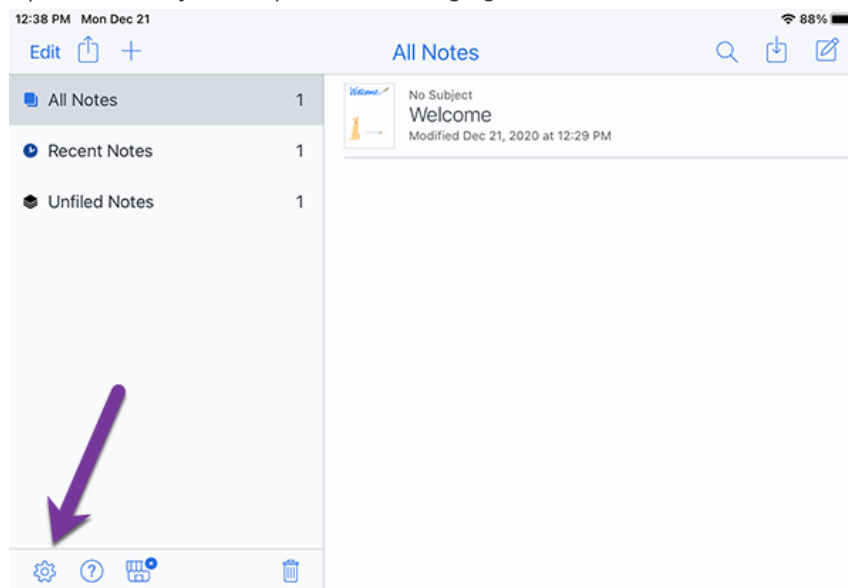 12:38 PM Mon Dec 21
88%
Edit
All Notes
All Notes 1
Recent Notes 1
Unfiled Notes 1
Welcome
No Subject
Welcome
Modified Dec 21, 2020 at 12:29 PM
?